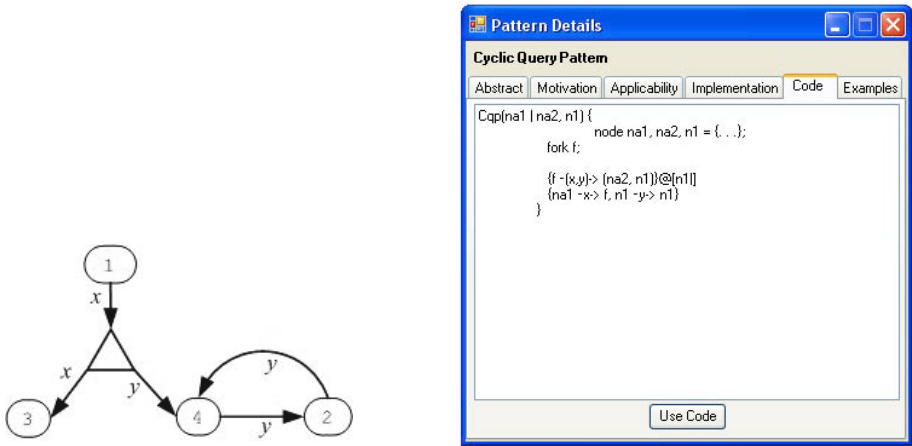 1
x
x
y
y
3
4
y
2
Pattern Details
Cyclic Query Pattern
Abstract Motivation Applicability Implementation Code Examples
Cqp(na1 | na2, n1) {
node na1, na2, n1 = {. . .};
fork f;
{f -(x,y)-> (na2, n1)}@[n1|]
{na1 -x-> f, n1 -y-> n1}
}
Use Code